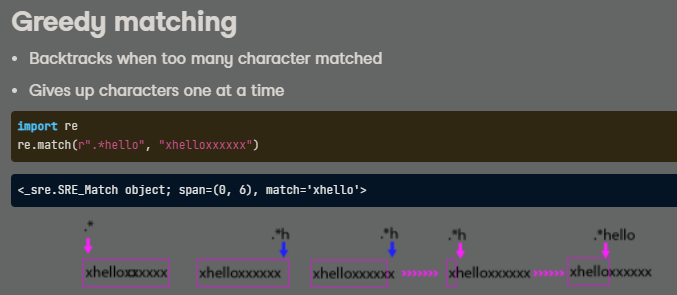 Greedy matching
• Backtracks when too many character matched
• Gives up characters one at a time
import re
re.match(r".*hello", "xhelloxxxxxx")
<_sre.SRE_Match object; span=(0, 6), match='xhello'>
.* .*h .*h .*h .*hello
xhelloxxxxxx xhelloxxxxxx xhelloxxxxxx >>>>>>> xhelloxxxxxx >>>>>> xhelloxxxxxx